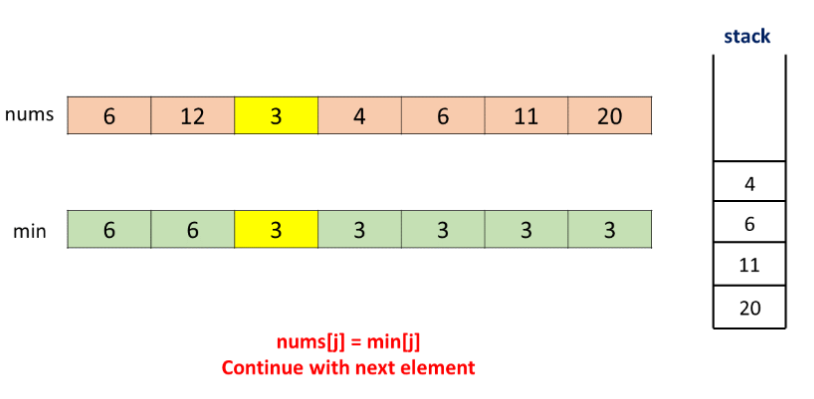 stack
nums 6 12 3 4 6 11 20
4
min 6 6 3 3 3 3 3
6
11
20
nums[j] = min[j]
Continue with next element